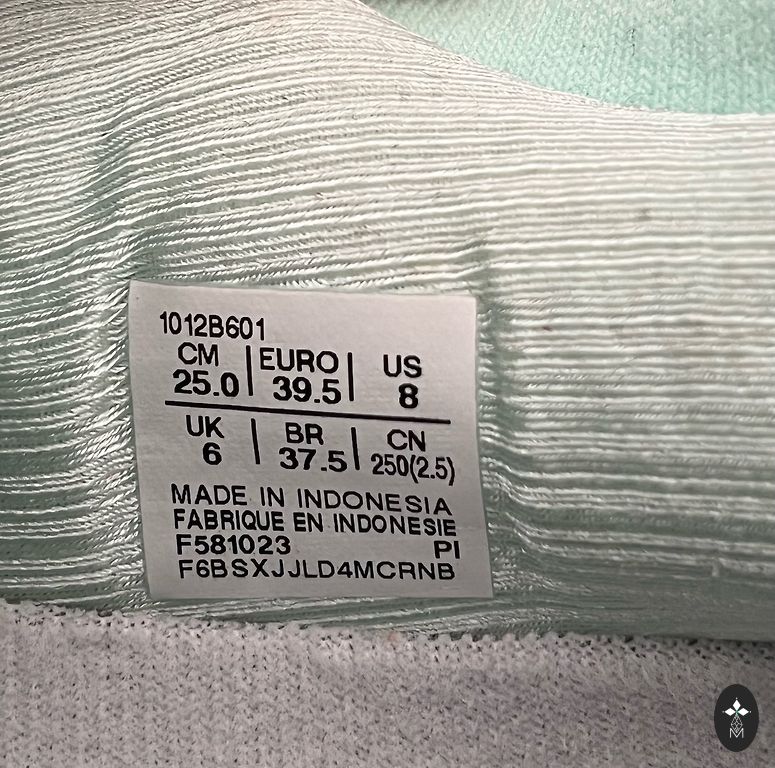 1012B601
CM | EURO | US
25.0 | 39.5 | 8
UK | BR | CN
6 | 37.5 | 250(2.5)
MADE IN INDONESIA
FABRIQUE EN INDONESIE
F581023 PI
F6BSXJJLD4MCRNB
M